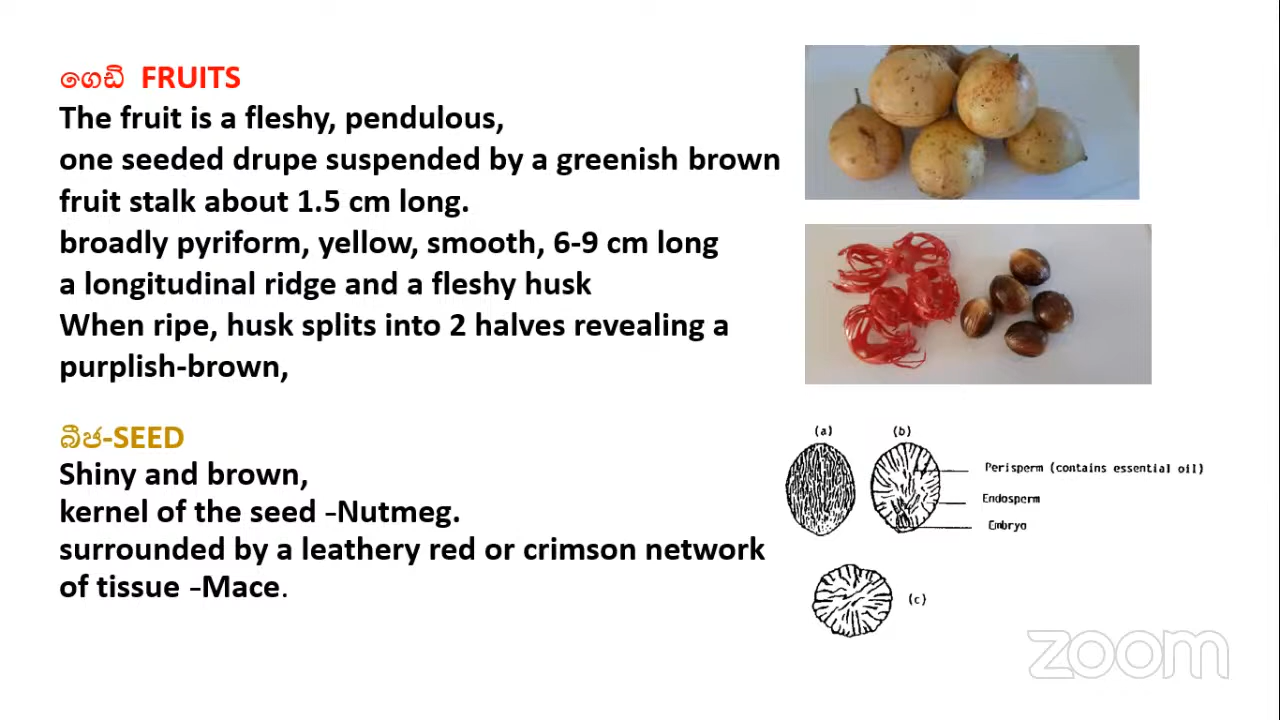 ගෙඩි FRUITS
The fruit is a fleshy, pendulous,
one seeded drupe suspended by a greenish brown
fruit stalk about 1.5 cm long.
broadly pyriform, yellow, smooth, 6-9 cm long
a longitudinal ridge and a fleshy husk
When ripe, husk splits into 2 halves revealing a
purplish-brown,
බීජ-SEED
Shiny and brown,
kernel of the seed -Nutmeg.
surrounded by a leathery red or crimson network
of tissue -Mace.
(a)
(b)
Perisperm (contains essential oil)
Endosperm
Embryo
(c)
zoom